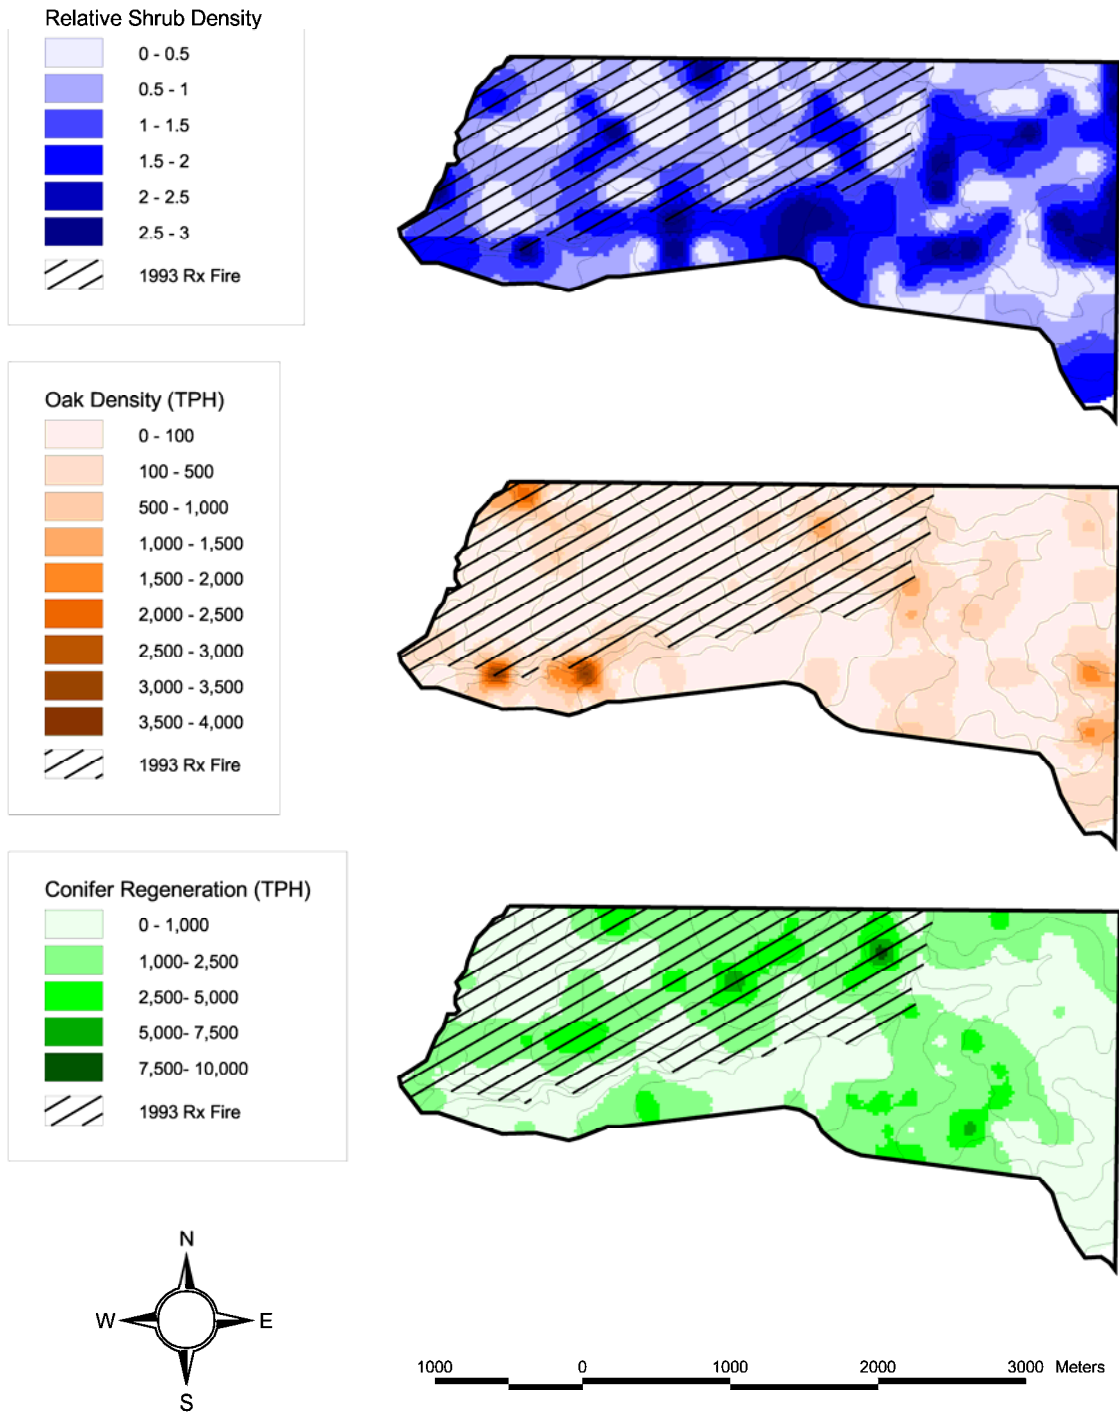 Relative Shrub Density
0 - 0.5
0.5 - 1
1 - 1.5
1.5 - 2
2 - 2.5
2.5 - 3
1993 Rx Fire
Oak Density (TPH)
0 - 100
100 - 500
500 - 1,000
1,000 - 1,500
1,500 - 2,000
2,000 - 2,500
2,500 - 3,000
3,000 - 3,500
3,500 - 4,000
1993 Rx Fire
Conifer Regeneration (TPH)
0 - 1,000
1,000- 2,500
2,500- 5,000
5,000- 7,500
7,500- 10,000
1993 Rx Fire
N
W E
S
1000 0 1000 2000 3000 Meters